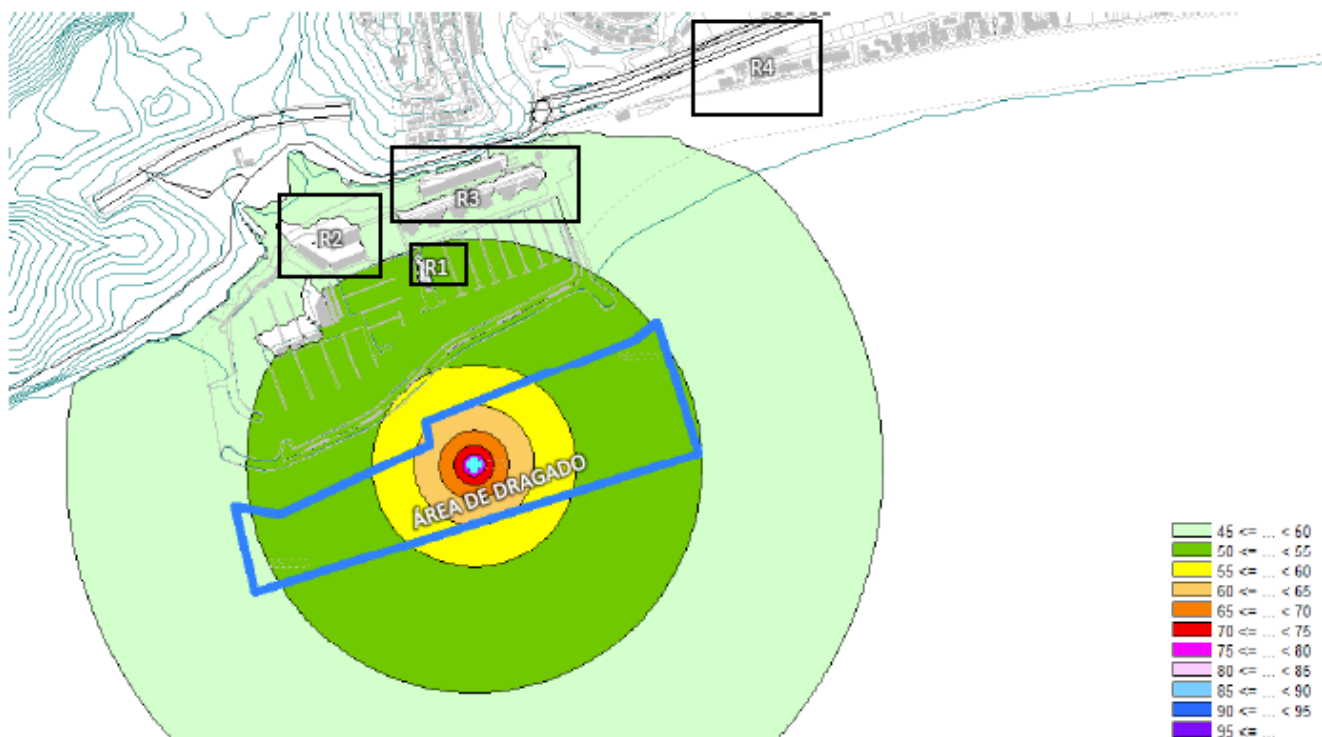 R4
R3
R2
R1
ÁREA DE DRAGADO
45 <= ... < 50
50 <= ... < 55
55 <= ... < 60
60 <= ... < 65
65 <= ... < 70
70 <= ... < 75
75 <= ... < 80
80 <= ... < 85
85 <= ... < 90
90 <= ... < 95
95 <= ...